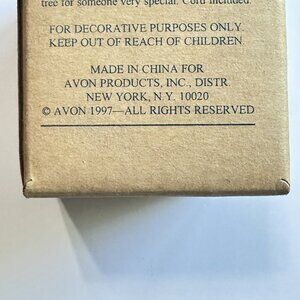 tree for someone very special. Cord included.
FOR DECORATIVE PURPOSES ONLY.
KEEP OUT OF REACH OF CHILDREN
MADE IN CHINA FOR
AVON PRODUCTS, INC., DISTR.
NEW YORK, N.Y. 10020
© AVON 1997—ALL RIGHTS RESERVED